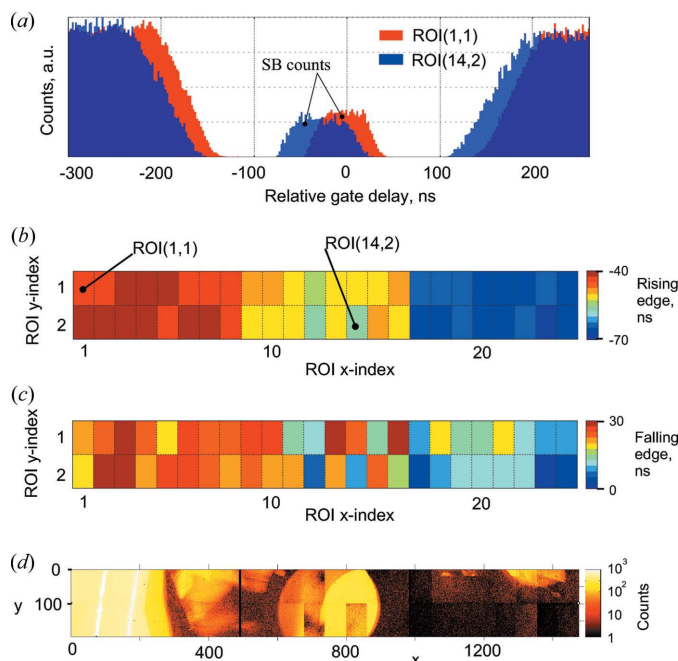 (a)
Counts, a.u.
SB counts
ROI(1,1)
ROI(14,2)
-300 -200 -100 0 100 200
Relative gate delay, ns
(b)
ROI(1,1)
ROI(14,2)
ROI y-index
1
2
1 10 20
ROI x-index
-40
-70
Rising edge, ns
(c)
ROI y-index
1
2
1 10 20
ROI x-index
30
0
Falling edge, ns
(d)
y
0
100
0 400 800 1200
x
10³
10²
10
1
Counts